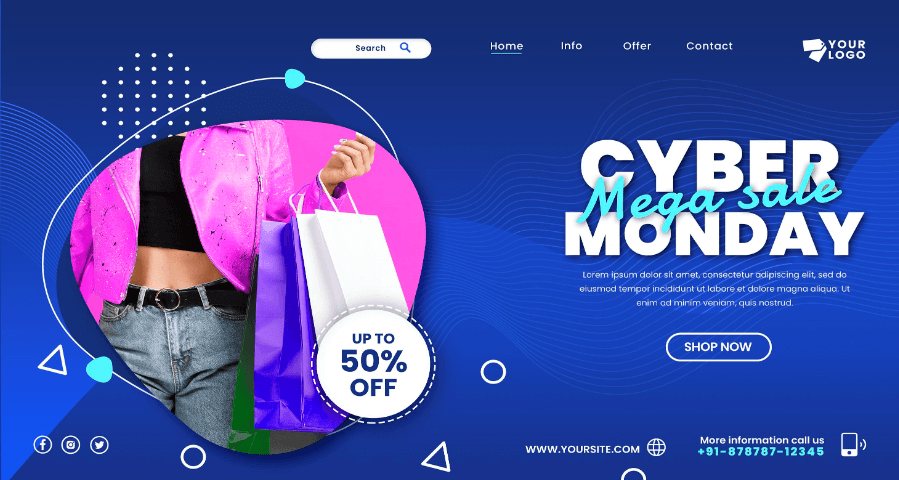 Search
Home
Info
Offer
Contact
YOUR
LOGO
CYBER
Mega sale
MONDAY
Lorem ipsum dolor sit amet, consectetur adipiscing elit, sed do
eiusmod tempor incididunt ut labore et dolore magna aliqua. Ut
enim ad minim veniam, quis nostrud.
SHOP NOW
UP TO
50%
OFF
WWW.YOURSITE.COM
More information call us
+91-878787-12345